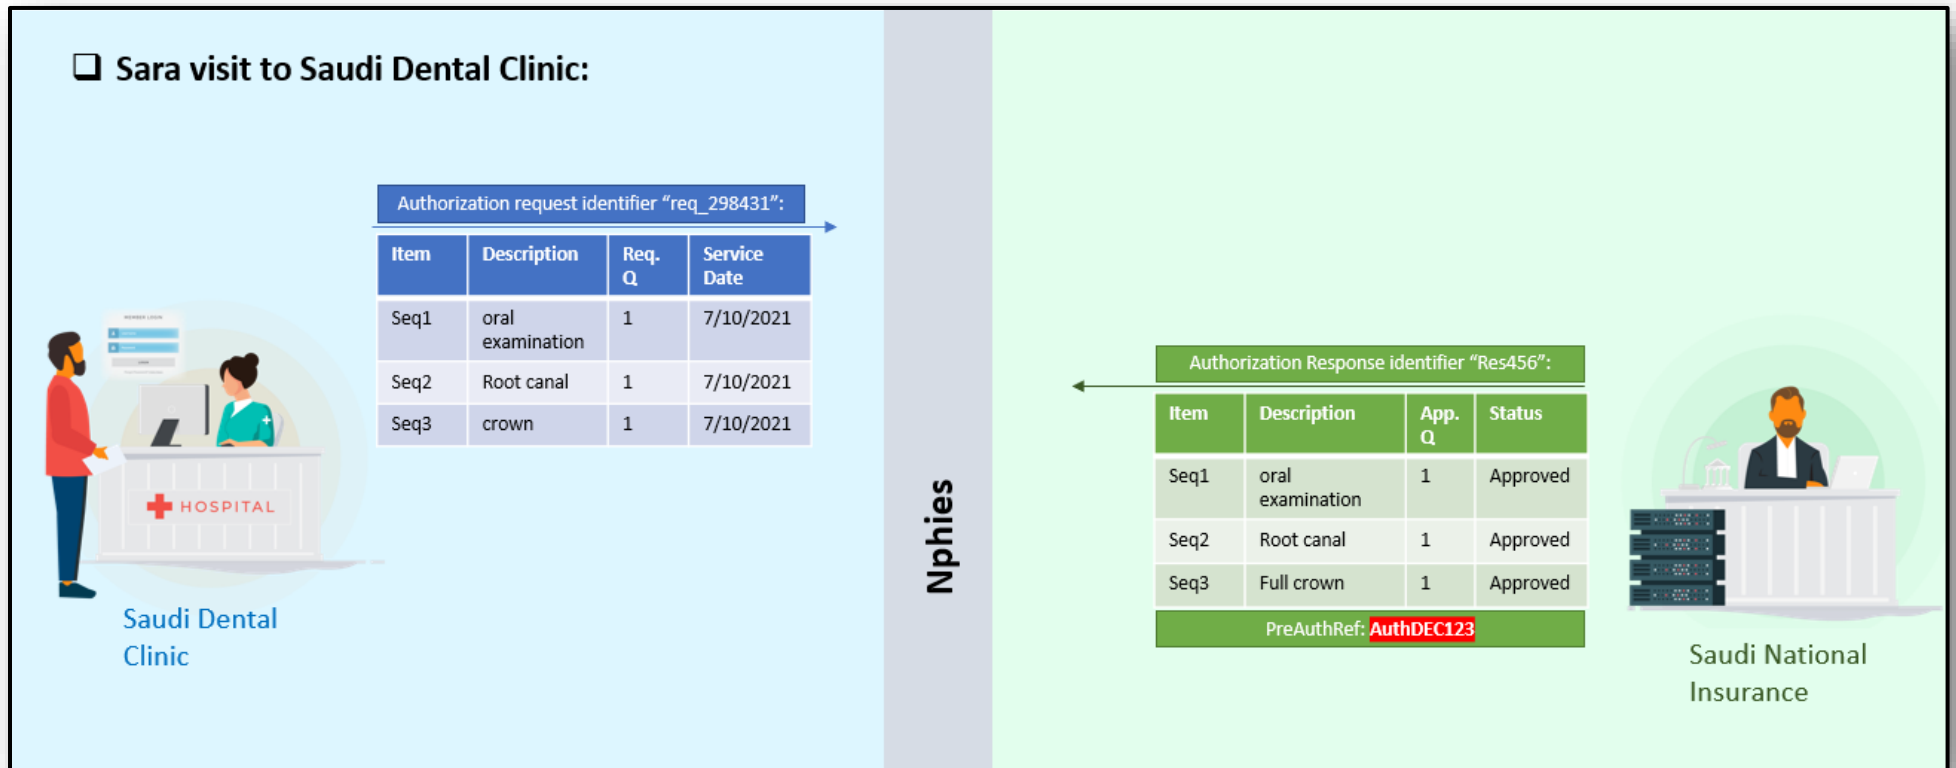 Sara visit to Saudi Dental Clinic:
Authorization request identifier “req_298431”:
Item Description Req. Q Service Date
Seq1 oral examination 1 7/10/2021
Seq2 Root canal 1 7/10/2021
Seq3 crown 1 7/10/2021
MEMBER LOGIN
HOSPITAL
Saudi Dental
Clinic
Nphies
Authorization Response identifier “Res456”:
Item Description App. Q Status
Seq1 oral examination 1 Approved
Seq2 Root canal 1 Approved
Seq3 Full crown 1 Approved
PreAuthRef: AuthDEC123
Saudi National
Insurance